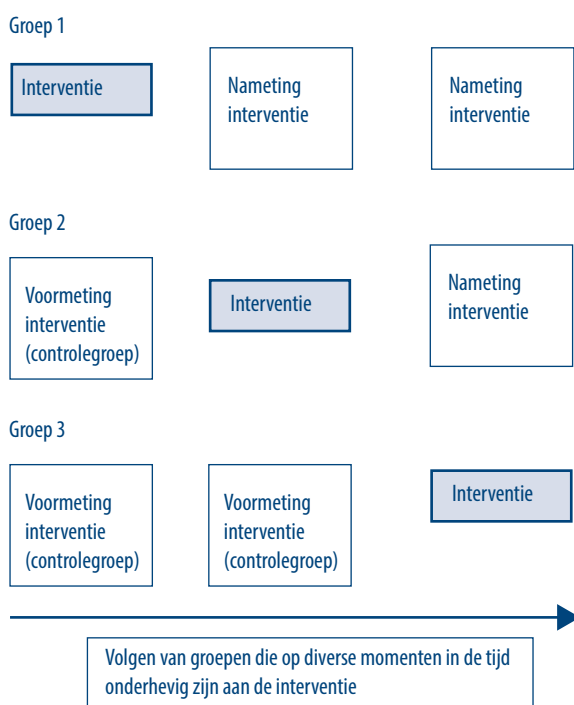 Groep 1
Interventie
Nameting
interventie
Nameting
interventie
Groep 2
Voormeting
interventie
(controlegroep)
Interventie
Nameting
interventie
Groep 3
Voormeting
interventie
(controlegroep)
Voormeting
interventie
(controlegroep)
Interventie
Volgen van groepen die op diverse momenten in de tijd
onderhevig zijn aan de interventie